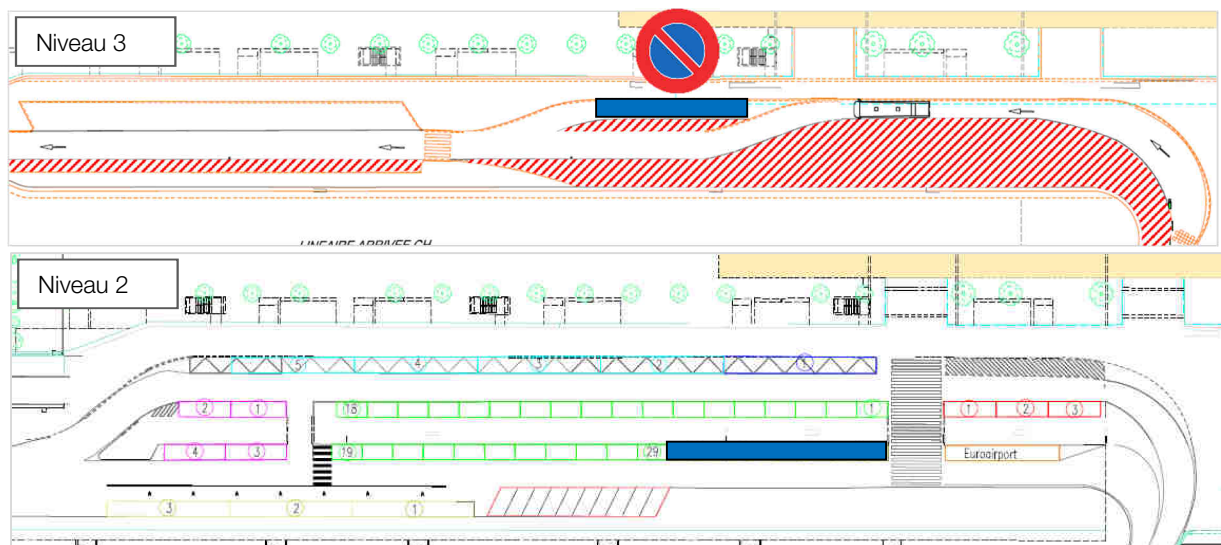 Niveau 3
LINEAIRE ARRIVEE CH
Niveau 2
5 4 3 2 1
2 1 18 1 1 2 3
4 3 19 29 Euroairport
3 2 1